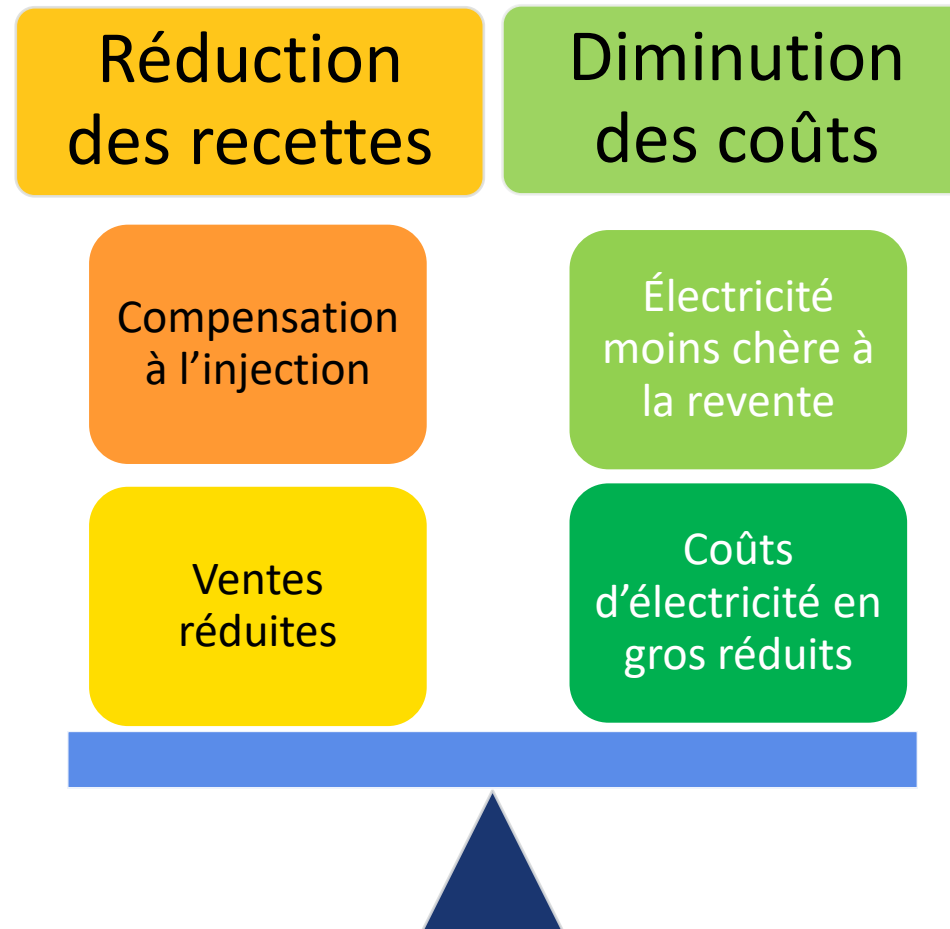 Réduction
des recettes
Diminution
des coûts
Compensation
à l’injection
Électricité
moins chère à
la revente
Ventes
réduites
Coûts
d’électricité en
gros réduits